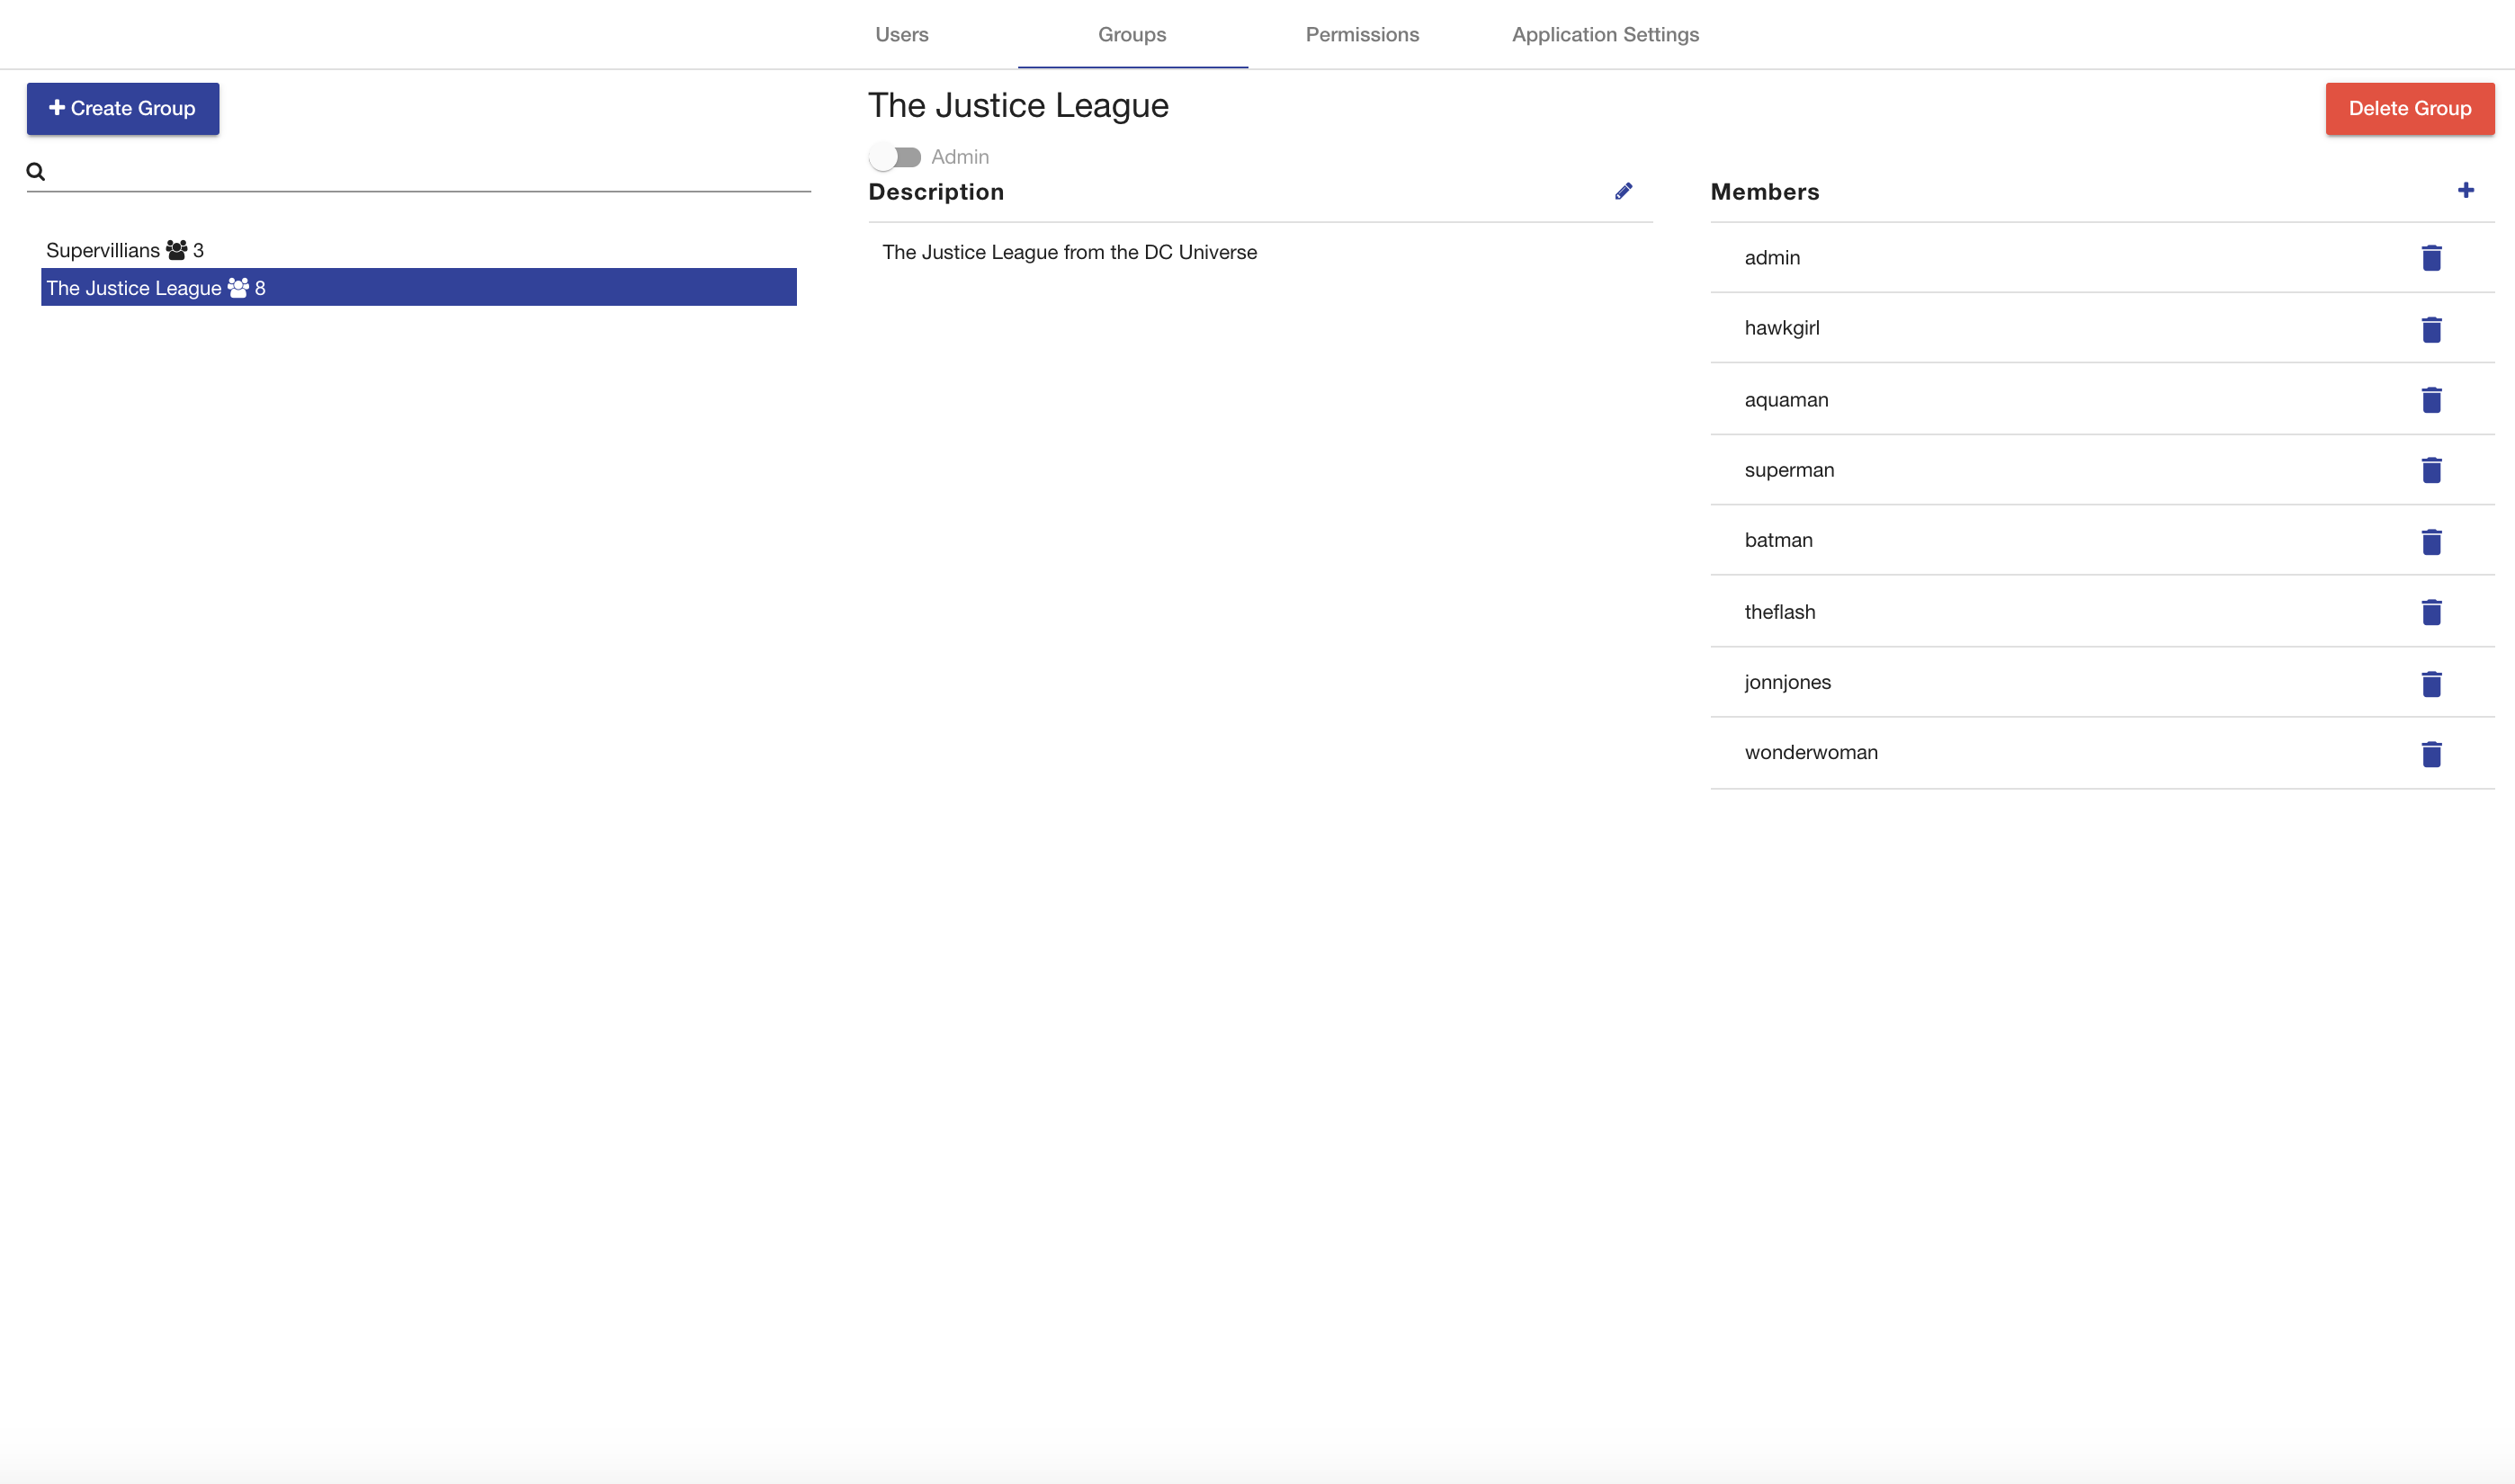 Users Groups Permissions Application Settings
Create Group
Supervillians 3
The Justice League 8
The Justice League
Delete Group
Admin
Description
The Justice League from the DC Universe
Members
admin
hawkgirl
aquaman
superman
batman
theflash
jonnjones
wonderwoman